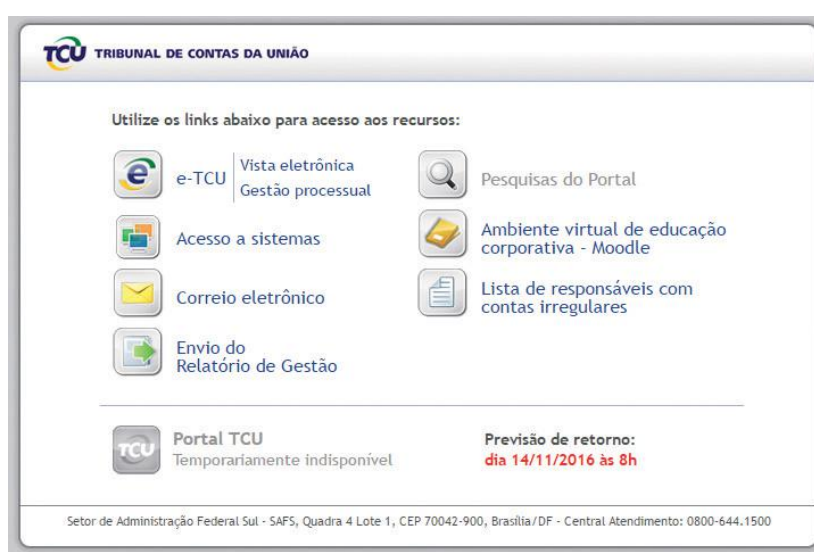 TCU TRIBUNAL DE CONTAS DA UNIÃO
Utilize os links abaixo para acesso aos recursos:
e e-TCU
Vista eletrônica
Gestão processual
Pesquisas do Portal
Acesso a sistemas
Ambiente virtual de educação
corporativa - Moodle
Correio eletrônico
Lista de responsáveis com
contas irregulares
Envio do
Relatório de Gestão
TCU
Portal TCU
Temporariamente indisponível
Previsão de retorno:
dia 14/11/2016 às 8h
Setor de Administração Federal Sul - SAFS, Quadra 4 Lote 1, CEP 70042-900, Brasília/DF - Central Atendimento: 0800-644.1500